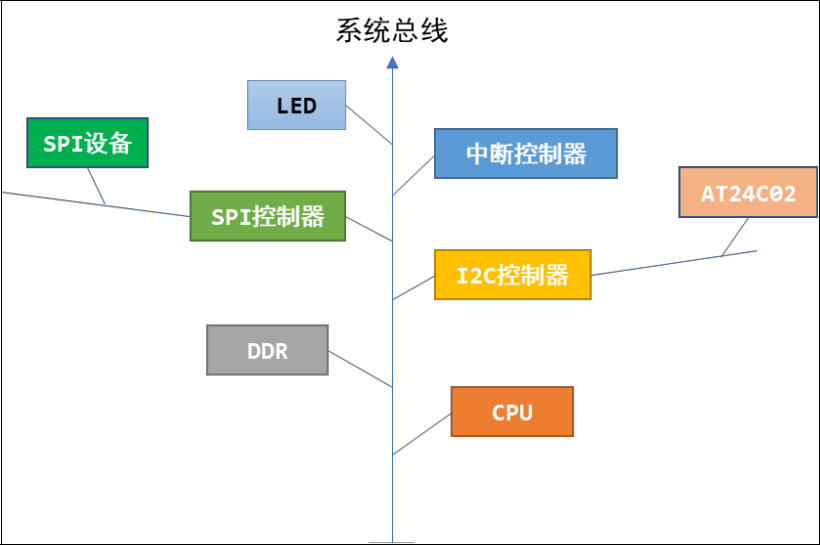 系统总线
LED
SPI设备
中断控制器
AT24C02
SPI控制器
I2C控制器
DDR
CPU